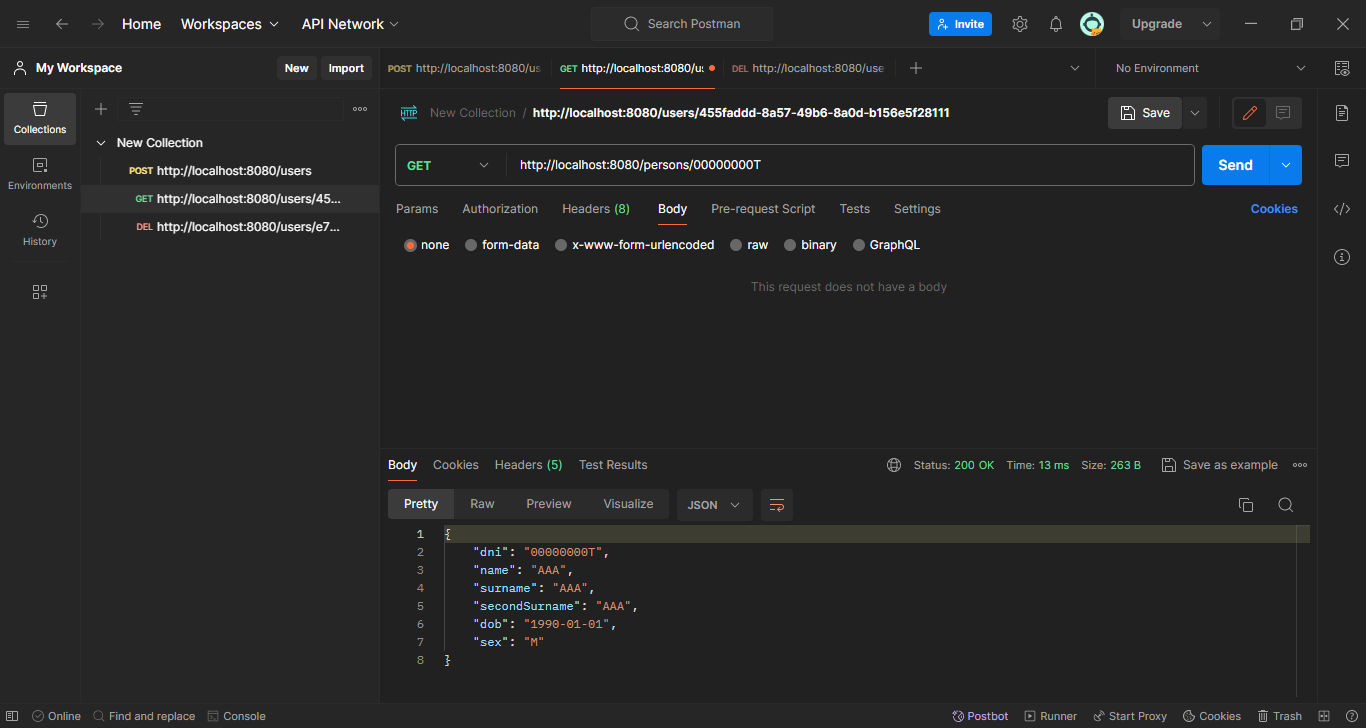 Home Workspaces API Network Search Postman Invite Upgrade
My Workspace New Import POST http://localhost:8080/us GET http://localhost:8080/us DEL http://localhost:8080/use No Environment
Collections
Environments
History
New Collection
POST http://localhost:8080/users
GET http://localhost:8080/users/45...
DEL http://localhost:8080/users/e7...
HTTP New Collection / http://localhost:8080/users/455faddd-8a57-49b6-8a0d-b156e5f28111 Save
GET http://localhost:8080/persons/00000000T Send
Params Authorization Headers (8) Body Pre-request Script Tests Settings Cookies
none form-data x-www-form-urlencoded raw binary GraphQL
This request does not have a body
Body Cookies Headers (5) Test Results Status: 200 OK Time: 13 ms Size: 263 B Save as example
Pretty Raw Preview Visualize JSON
1 {
2 "dni": "00000000T",
3 "name": "AAA",
4 "surname": "AAA",
5 "secondSurname": "AAA",
6 "dob": "1990-01-01",
7 "sex": "M"
8 }
Online Find and replace Console Postbot Runner Start Proxy Cookies Trash